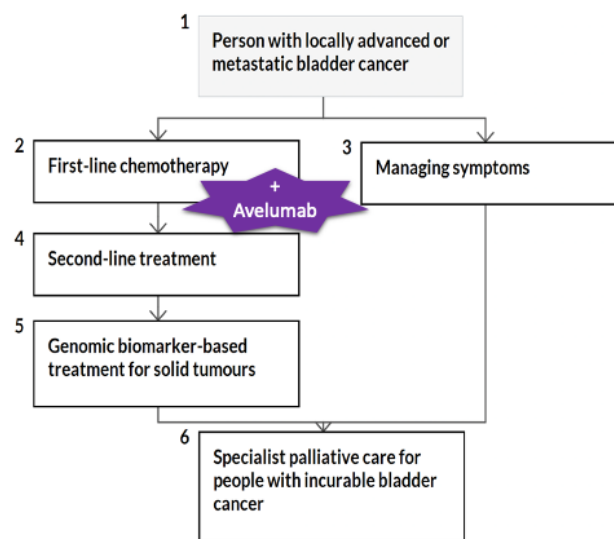 1
Person with locally advanced or
metastatic bladder cancer
2
First-line chemotherapy
+
Avelumab
3
Managing symptoms
4
Second-line treatment
5
Genomic biomarker-based
treatment for solid tumours
6
Specialist palliative care for
people with incurable bladder
cancer